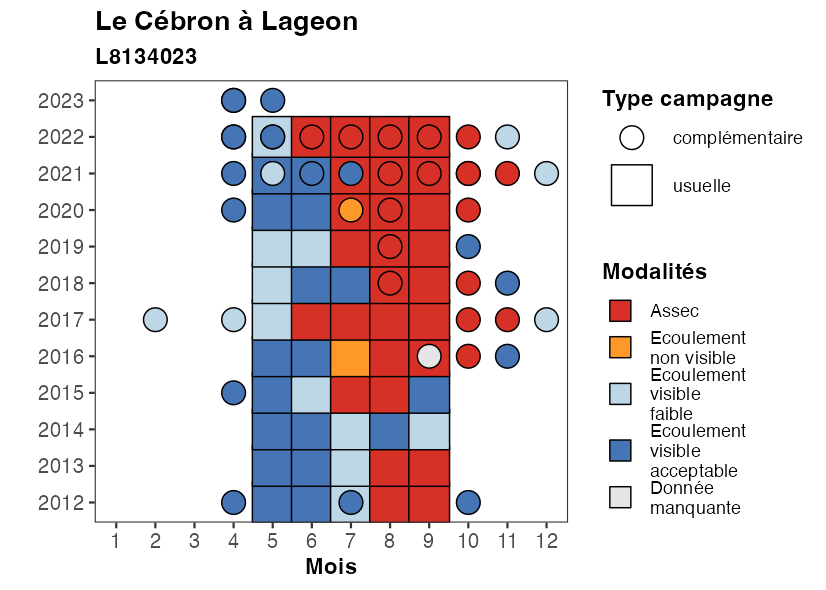 Le Cébron à Lageon
L8134023
2023
2022
2021
2020
2019
2018
2017
2016
2015
2014
2013
2012
1 2 3 4 5 6 7 8 9 10 11 12
Mois
Type campagne
complémentaire
usuelle
Modalités
Assec
Ecoulement
non visible
Ecoulement
visible
faible
Ecoulement
visible
acceptable
Donnée
manquante